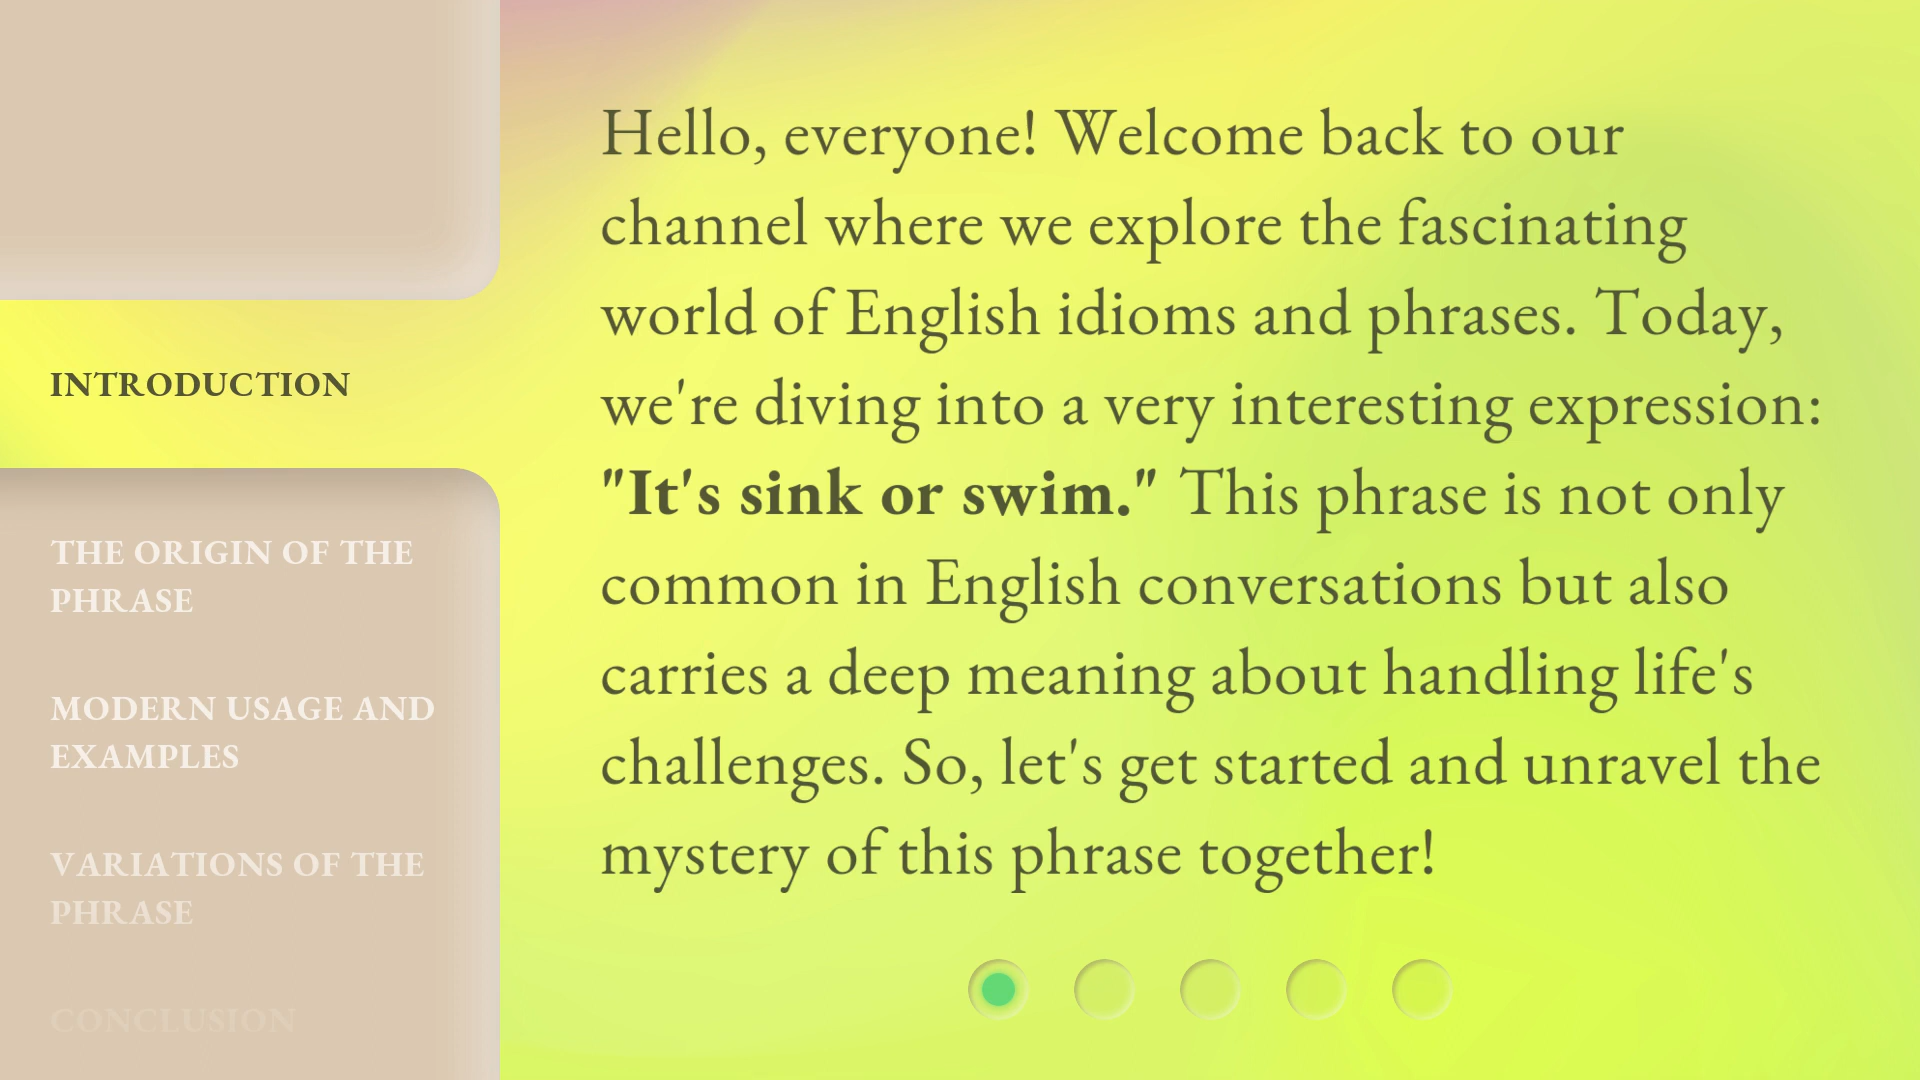 INTRODUCTION
THE ORIGIN OF THE
PHRASE
MODERN USAGE AND
EXAMPLES
VARIATIONS OF THE
PHRASE
CONCLUSION
Hello, everyone! Welcome back to our
channel where we explore the fascinating
world of English idioms and phrases. Today,
we're diving into a very interesting expression:
"It's sink or swim." This phrase is not only
common in English conversations but also
carries a deep meaning about handling life's
challenges. So, let's get started and unravel the
mystery of this phrase together!